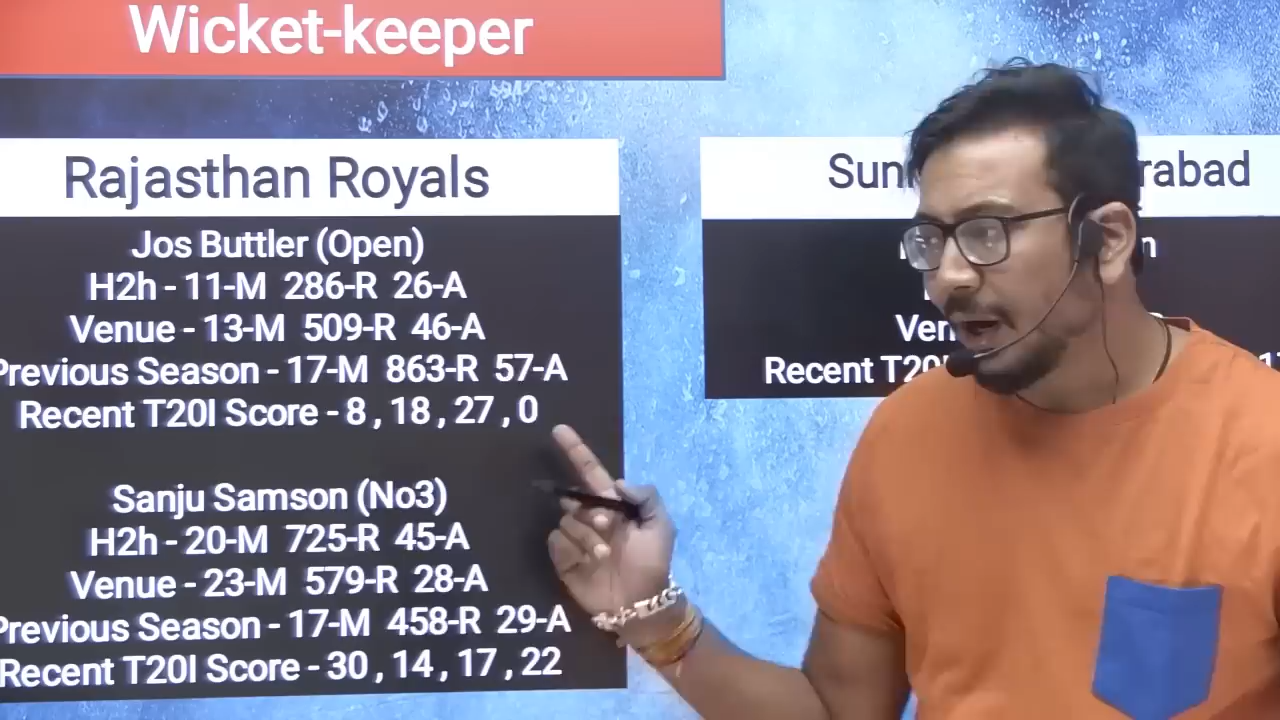 Wicket-keeper
Rajasthan Royals
Jos Buttler (Open)
H2h - 11-M 286-R 26-A
Venue - 13-M 509-R 46-A
Previous Season - 17-M 863-R 57-A
Recent T20I Score - 8 , 18 , 27 , 0
Sanju Samson (No3)
H2h - 20-M 725-R 45-A
Venue - 23-M 579-R 28-A
Previous Season - 17-M 458-R 29-A
Recent T20I Score - 30 , 14 , 17 , 22
Recent